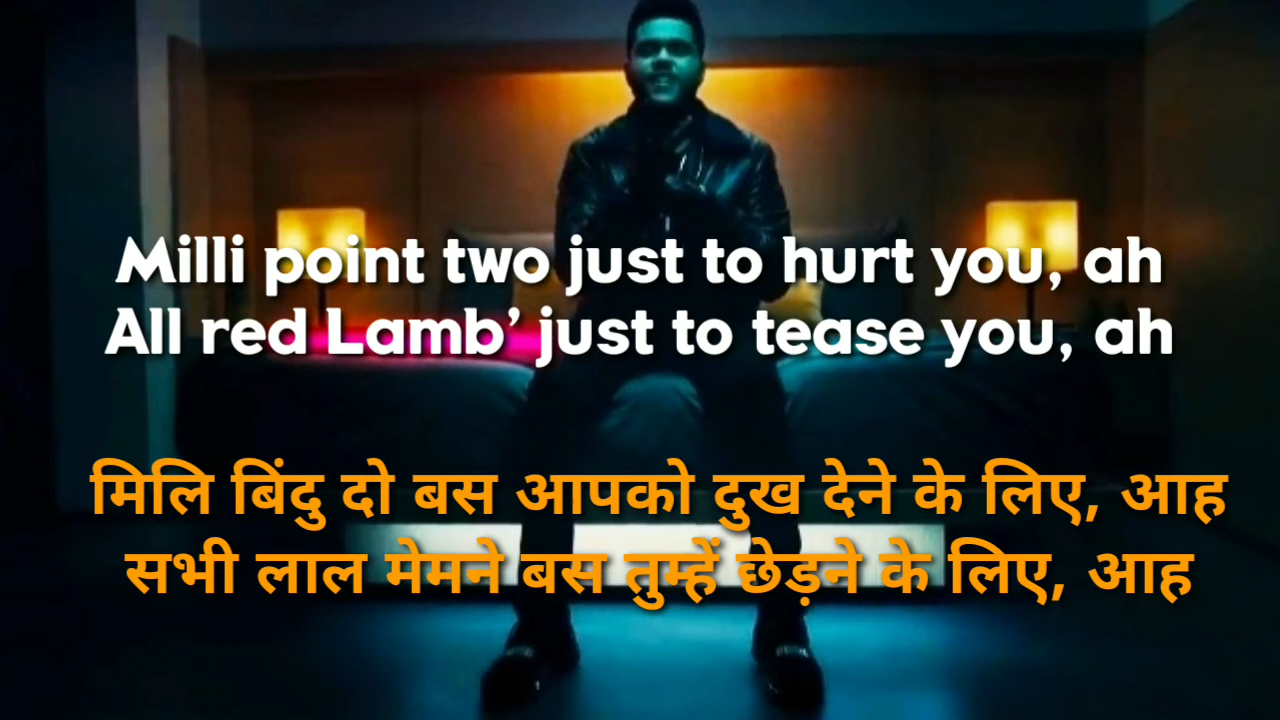 Milli point two just to hurt you, ah
All red Lamb’ just to tease you, ah
मिलि बिंदु दो बस आपको दुख देने के लिए, आह
सभी लाल मेमने बस तुम्हें छेड़ने के लिए, आह